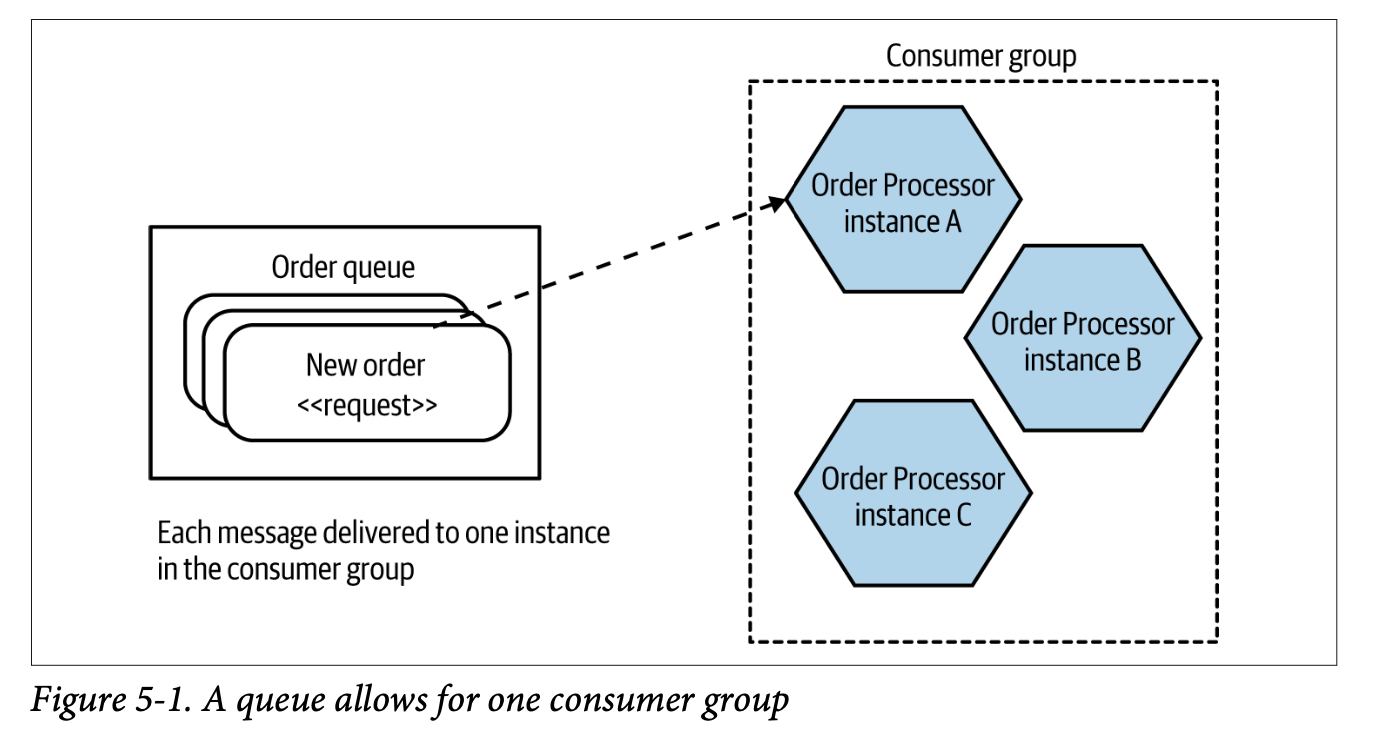 Consumer group
Order Processor
instance A
Order queue
New order
<<request>>
Order Processor
instance B
Order Processor
instance C
Each message delivered to one instance
in the consumer group
Figure 5-1. A queue allows for one consumer group